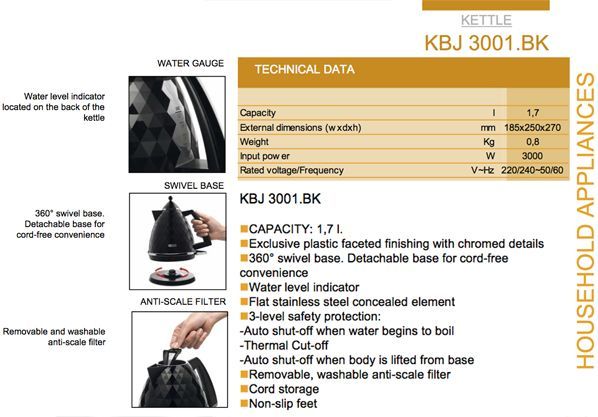 KETTLE
KBJ 3001.BK
HOUSEHOLD APPLIANCES
WATER GAUGE
Water level indicator
located on the back of the
kettle
SWIVEL BASE
360° swivel base.
Detachable base for
cord-free convenience
ANTI-SCALE FILTER
Removable and washable
anti-scale filter
TECHNICAL DATA
Capacity l 1,7
External dimensions (wxdxh) mm 185x250x270
Weight Kg 0,8
Input power W 3000
Rated voltage/Frequency V~Hz 220/240~50/60
KBJ 3001.BK
■CAPACITY: 1,7 l.
■Exclusive plastic faceted finishing with chromed details
■360° swivel base. Detachable base for cord-free
convenience
■Water level indicator
■Flat stainless steel concealed element
■3-level safety protection:
-Auto shut-off when water begins to boil
-Thermal Cut-off
-Auto shut-off when body is lifted from base
■Removable, washable anti-scale filter
■Cord storage
■Non-slip feet